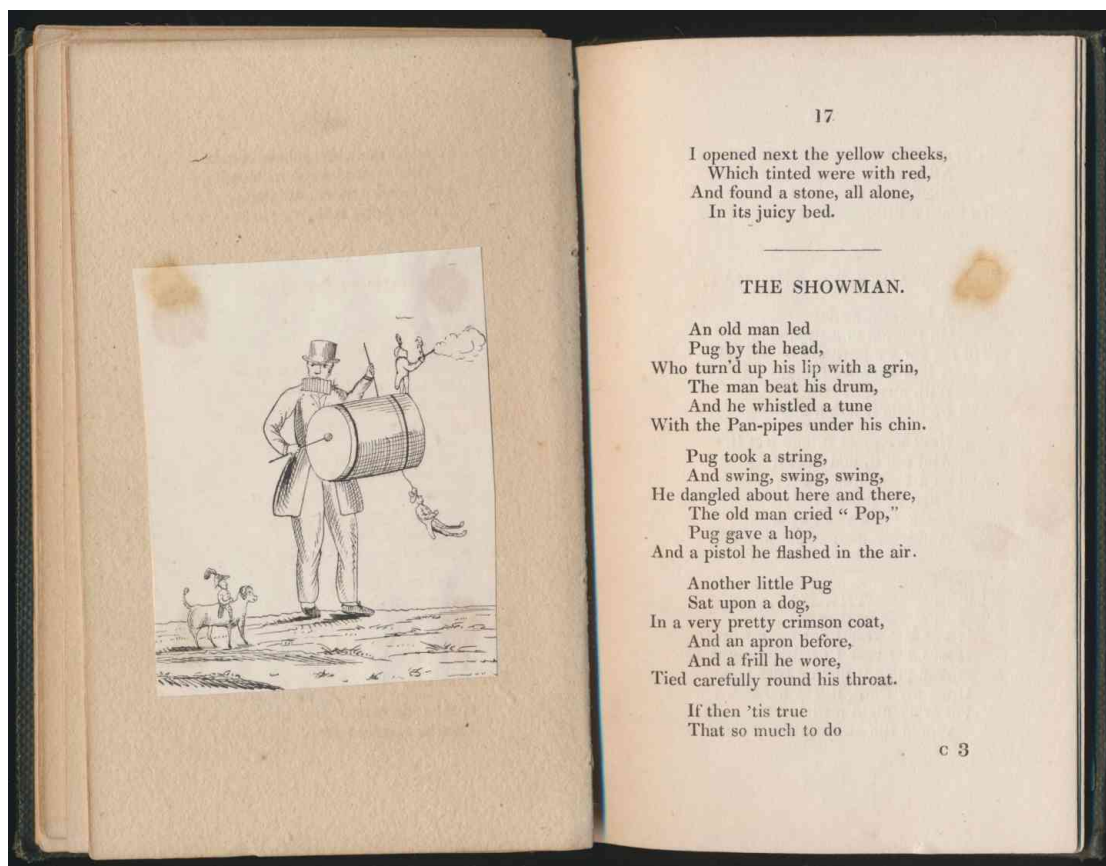 17
I opened next the yellow cheeks,
Which tinted were with red,
And found a stone, all alone,
In its juicy bed.
THE SHOWMAN.
An old man led
Pug by the head,
Who turn'd up his lip with a grin,
The man beat his drum,
And he whistled a tune
With the Pan-pipes under his chin.
Pug took a string,
And swing, swing, swing,
He dangled about here and there,
The old man cried “ Pop,”
Pug gave a hop,
And a pistol he flashed in the air.
Another little Pug
Sat upon a dog,
In a very pretty crimson coat,
And an apron before,
And a frill he wore,
Tied carefully round his throat.
If then 'tis true
That so much to do
C 3